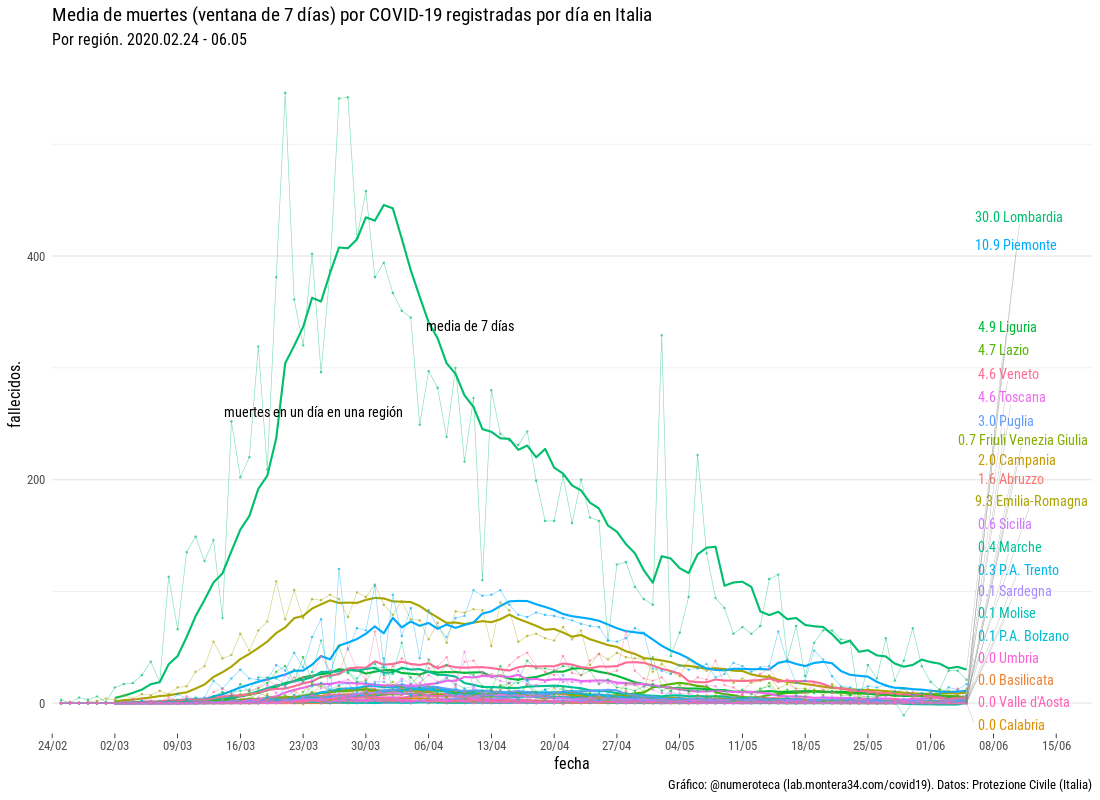 Media de muertes (ventana de 7 días) por COVID-19 registradas por día en Italia
Por región. 2020.02.24 - 06.05
30.0 Lombardia
10.9 Piemonte
400
media de 7 días
4.9 Liguria
4.7 Lazio
4.6 Veneto
4.6 Toscana
fallecidos.
muertes en un día en una región
3.0 Puglia
0.7 Friuli Venezia Giulia
2.0 Campania
200
1.6 Abruzzo
9.3 Emilia-Romagna
0.6 Sicilia
0.4 Marche
0.3 P.A. Trento
0.1 Sardegna
0.1 Molise
0.1 P.A. Bolzano
0.0 Umbria
0.0 Basilicata
0
0.0 Valle d'Aosta
0.0 Calabria
24/02 02/03 09/03 16/03 23/03 30/03 06/04 13/04 20/04 27/04 04/05 11/05 18/05 25/05 01/06 08/06 15/06
fecha
Gráfico: @numeroteca (lab.montera34.com/covid19). Datos: Protezione Civile (Italia)